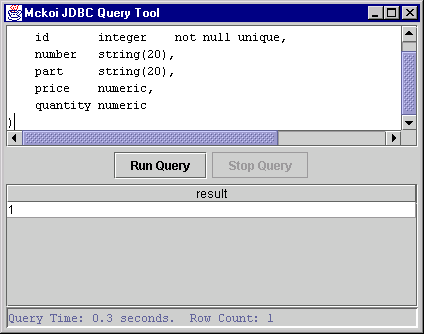 Mckoi JDBC Query Tool
id integer not null unique,
number string(20),
part string(20),
price numeric,
quantity numeric
)
Run Query Stop Query
result
1
Query Time: 0.3 seconds. Row Count: 1